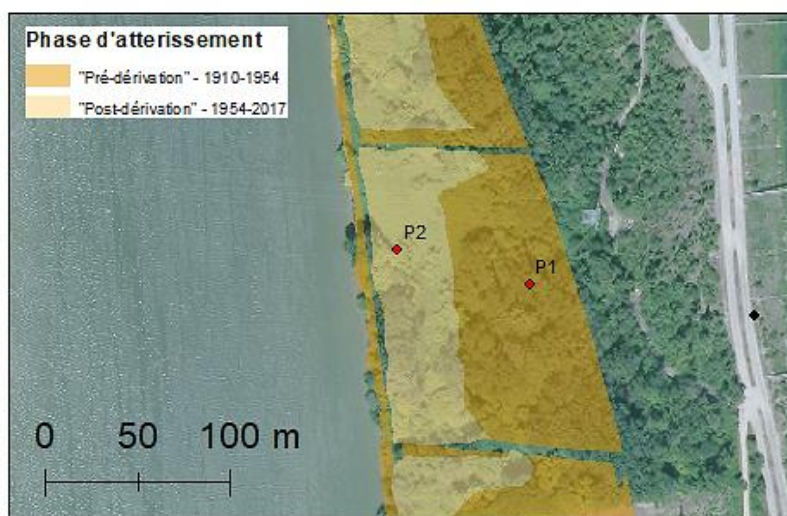 Phase d'atterissement
"Pré-dérivation" - 1910-1954
"Post-dérivation" - 1954-2017
P2
P1
0 50 100 m